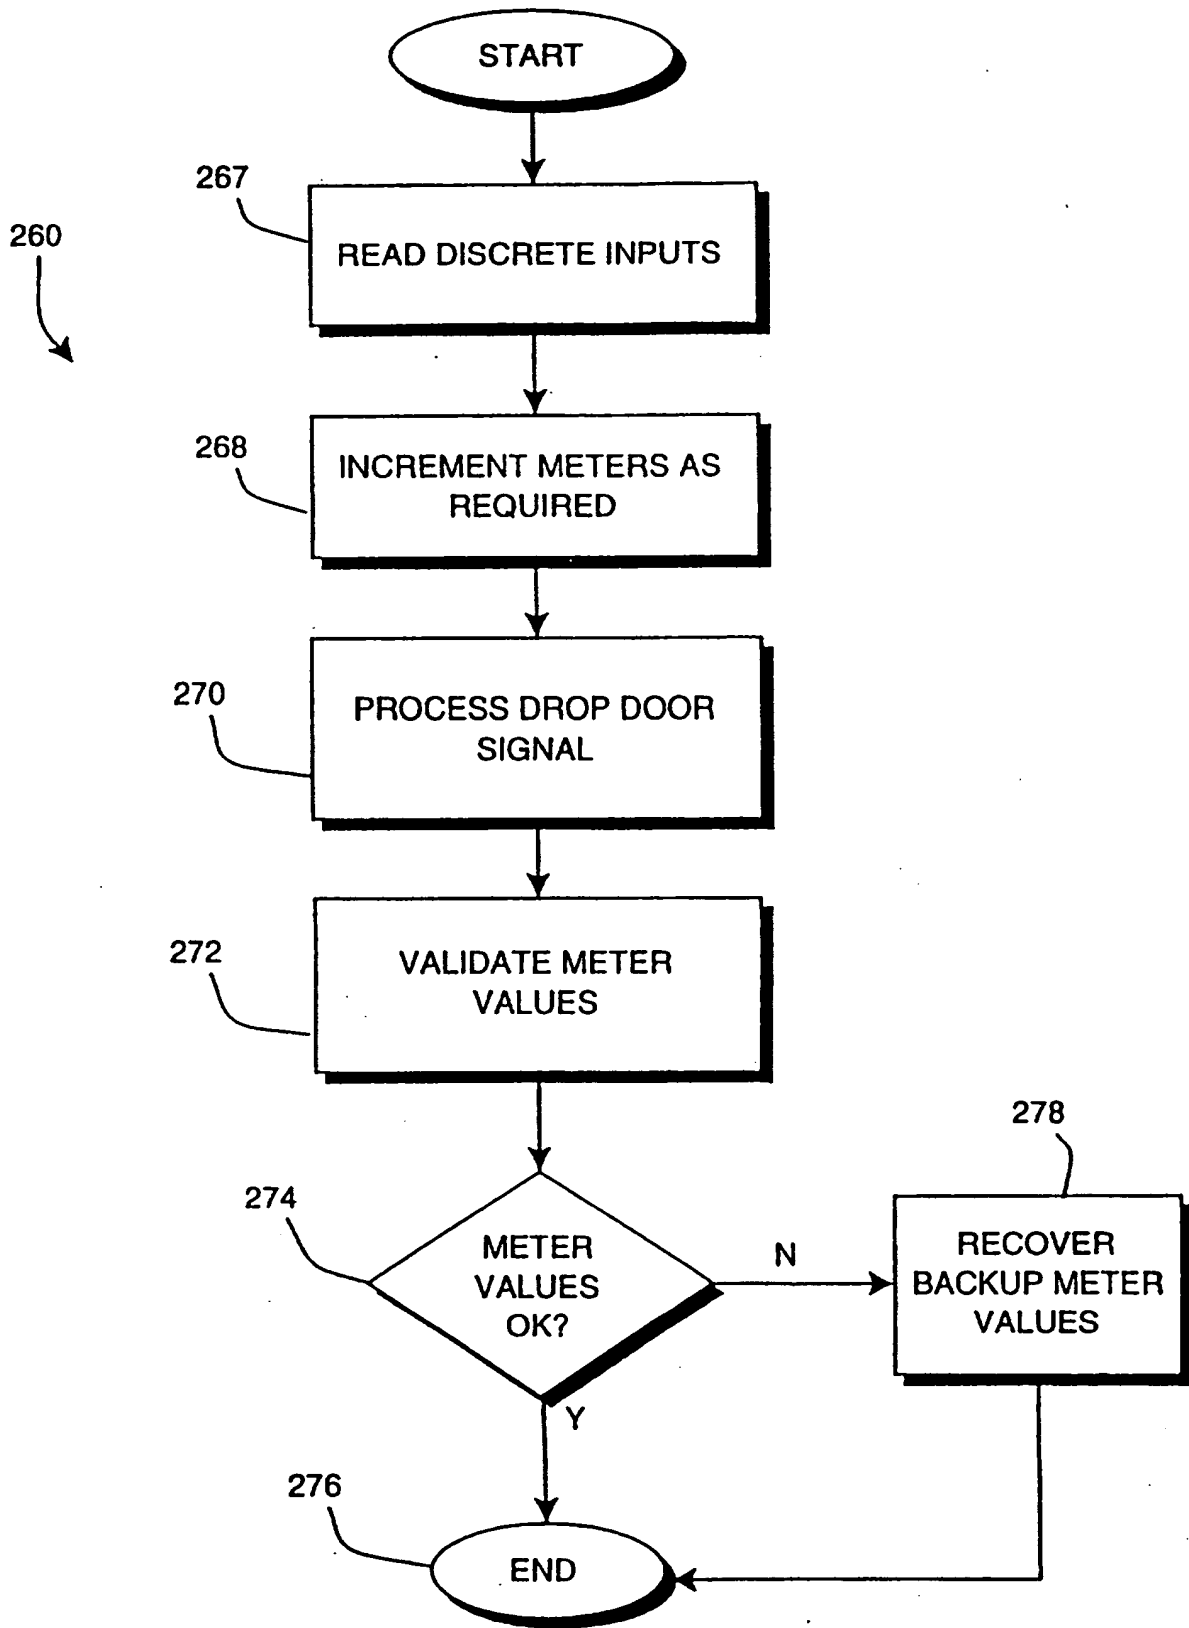 START
267
260
READ DISCRETE INPUTS
268
INCREMENT METERS AS
REQUIRED
270
PROCESS DROP DOOR
SIGNAL
272
VALIDATE METER
VALUES
278
274
METER
VALUES
OK?
N
RECOVER
BACKUP METER
VALUES
Y
276
END